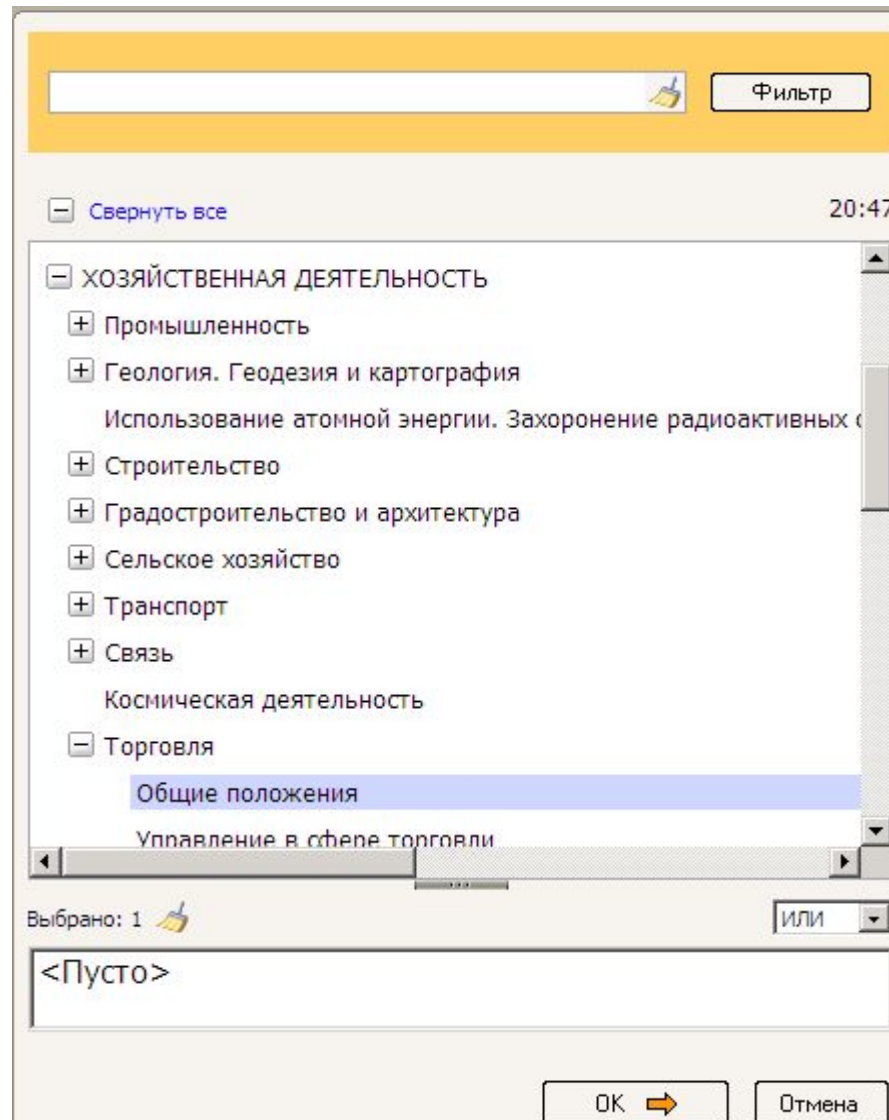 Фильтр
Свернуть все 20:47
ХОЗЯЙСТВЕННАЯ ДЕЯТЕЛЬНОСТЬ
Промышленность
Геология. Геодезия и картография
Использование атомной энергии. Захоронение радиоактивных
Строительство
Градостроительство и архитектура
Сельское хозяйство
Транспорт
Связь
Космическая деятельность
Торговля
Общие положения
Управление в сфере торговли
Выбрано: 1 ИЛИ
<Пусто>
ОК Отмена